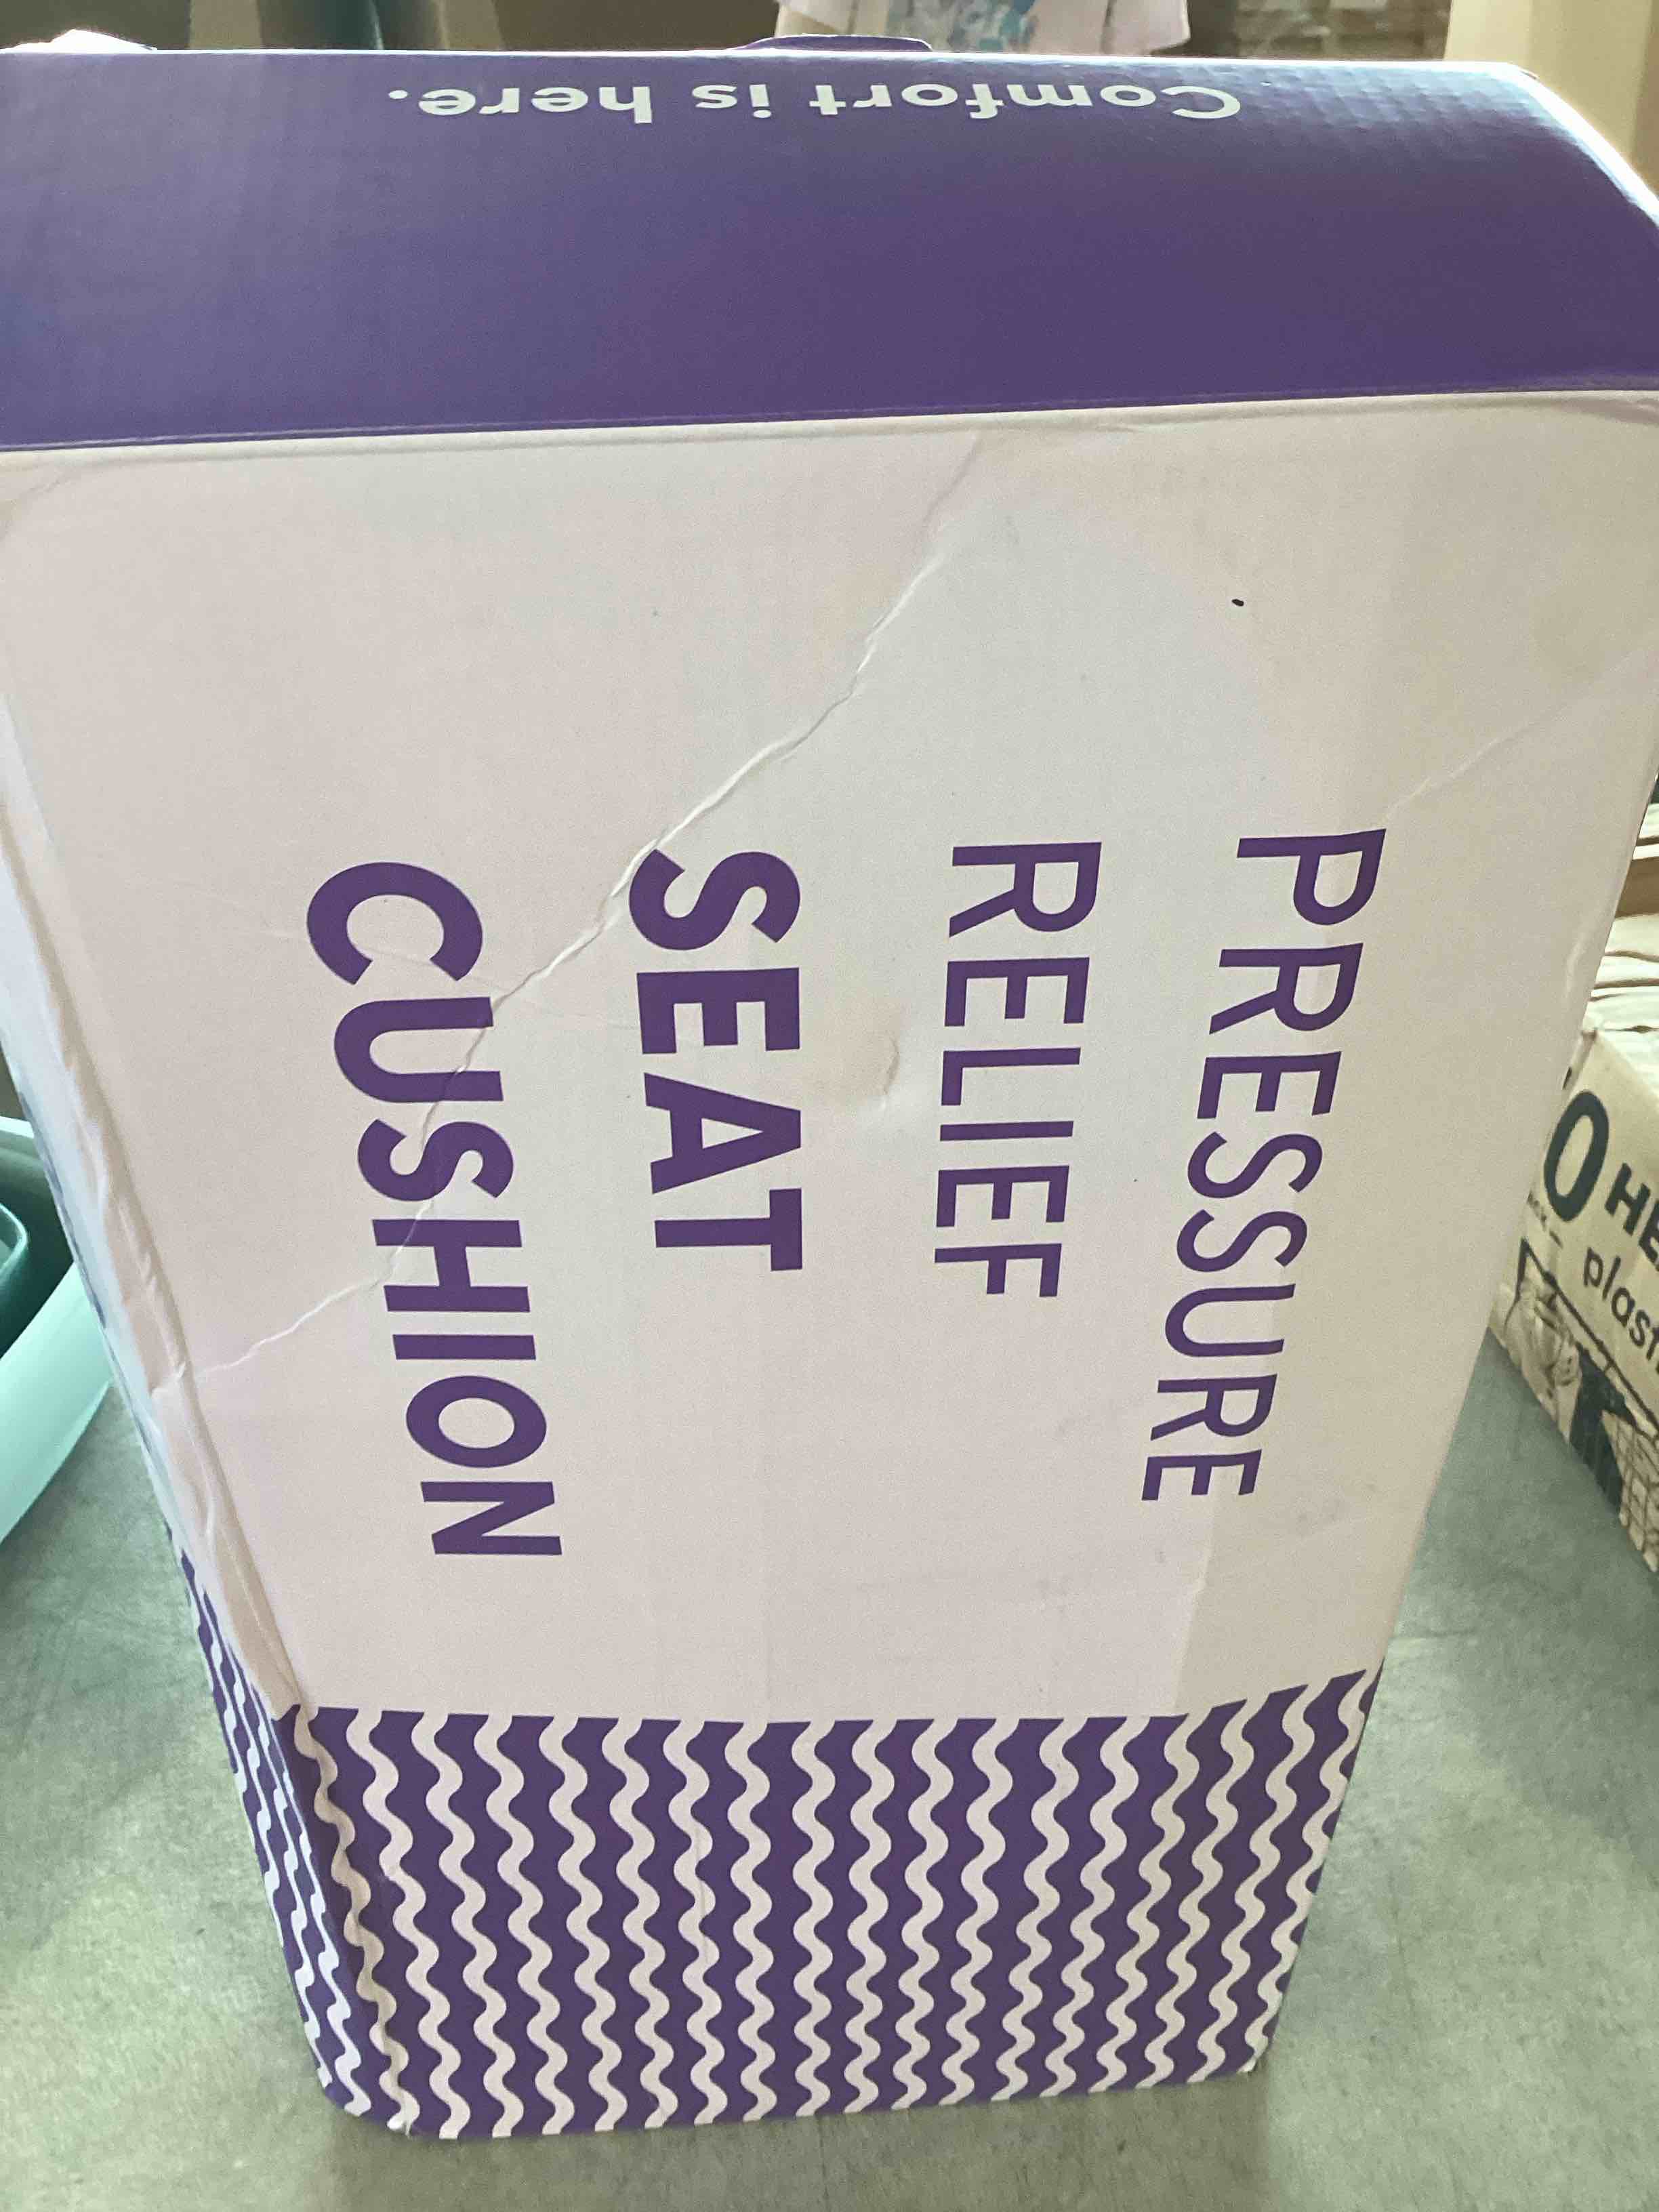 Comfort is here.
PRESSURE
RELIEF
SEAT
CUSHION